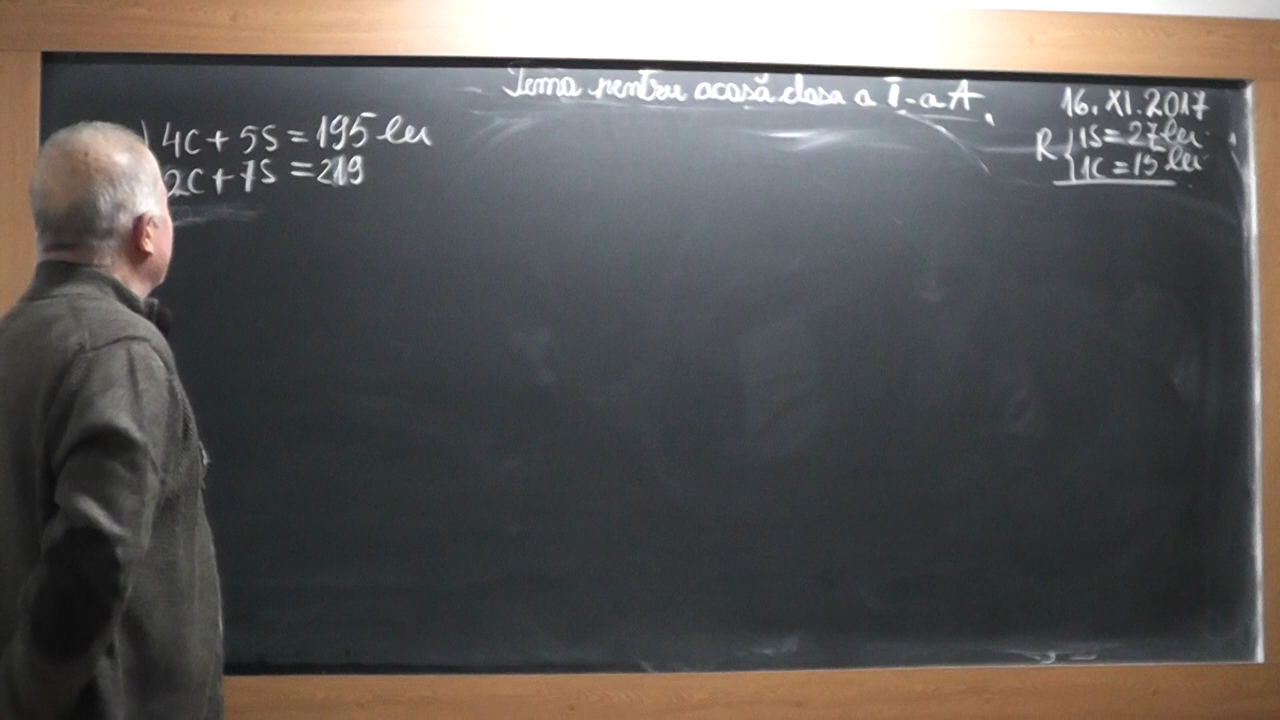 Tema pentru acasă clasa a V-a A
16.XI.2017
4C + 5S = 195 lei
2C + 7S = 219
R { 1S = 27 lei
1C = 15 lei